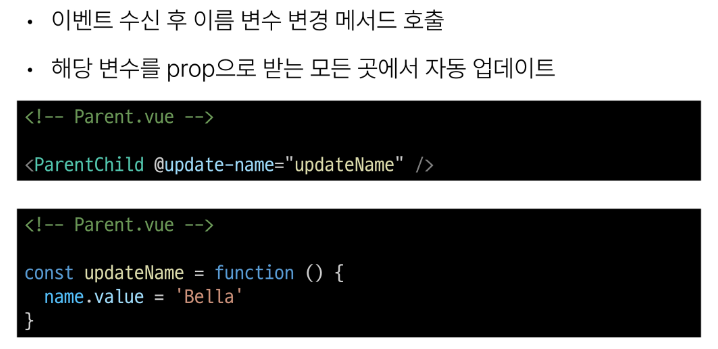 • 이벤트 수신 후 이름 변수 변경 메서드 호출
• 해당 변수를 prop으로 받는 모든 곳에서 자동 업데이트
<!-- Parent.vue -->
<ParentChild @update-name="updateName" />
<!-- Parent.vue -->
const updateName = function () {
  name.value = 'Bella'
}